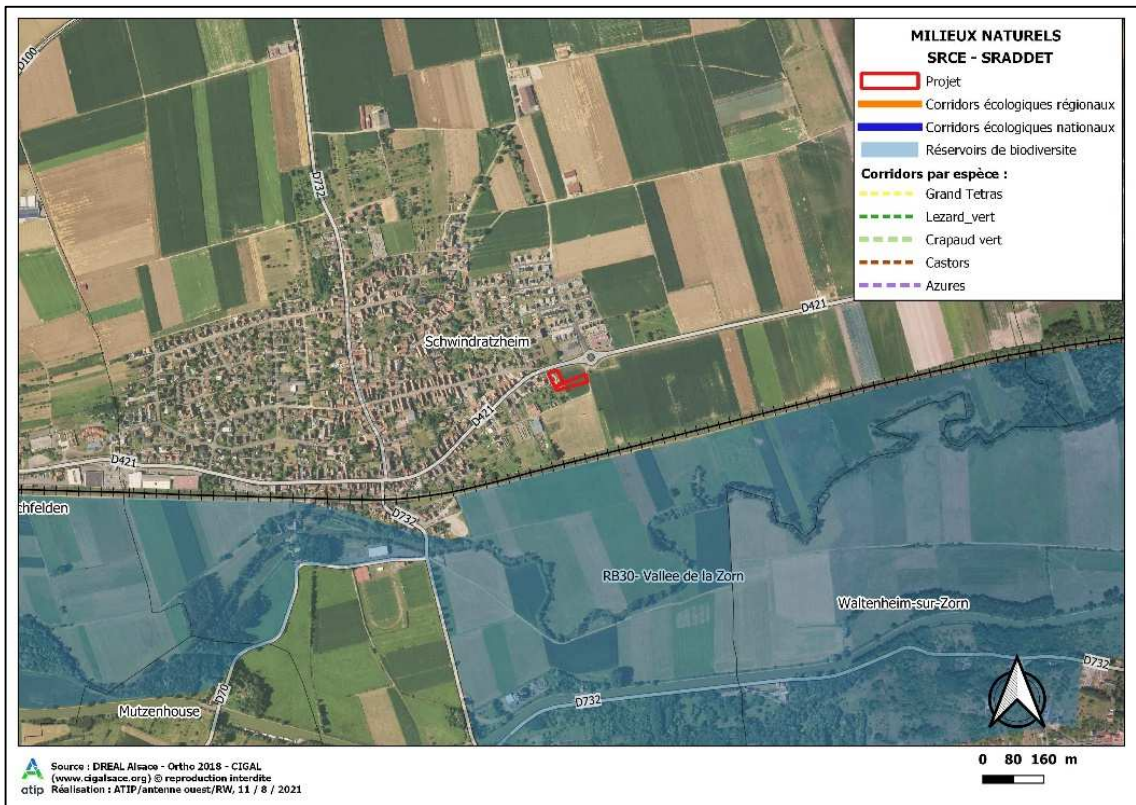 MILIEUX NATURELS
SRCE - SRADDET
Projet
Corridors écologiques régionaux
Corridors écologiques nationaux
Réservoirs de biodiversite
Corridors par espèce :
Grand Tetras
Lezard_vert
Crapaud vert
Castors
Azures
D100
D732
D421
Schwindratzheim
D421
D421
chfelden
D732
RB30- Vallee de la Zorn
Waltenheim-sur-Zorn
D70
Mutzenhouse
D732
D732
0 80 160 m
atip
Source : DREAL Alsace - Ortho 2018 - CIGAL
(www.cigalsace.org) © reproduction interdite
Réalisation : ATIP/antenne ouest/RW, 11 / 8 / 2021